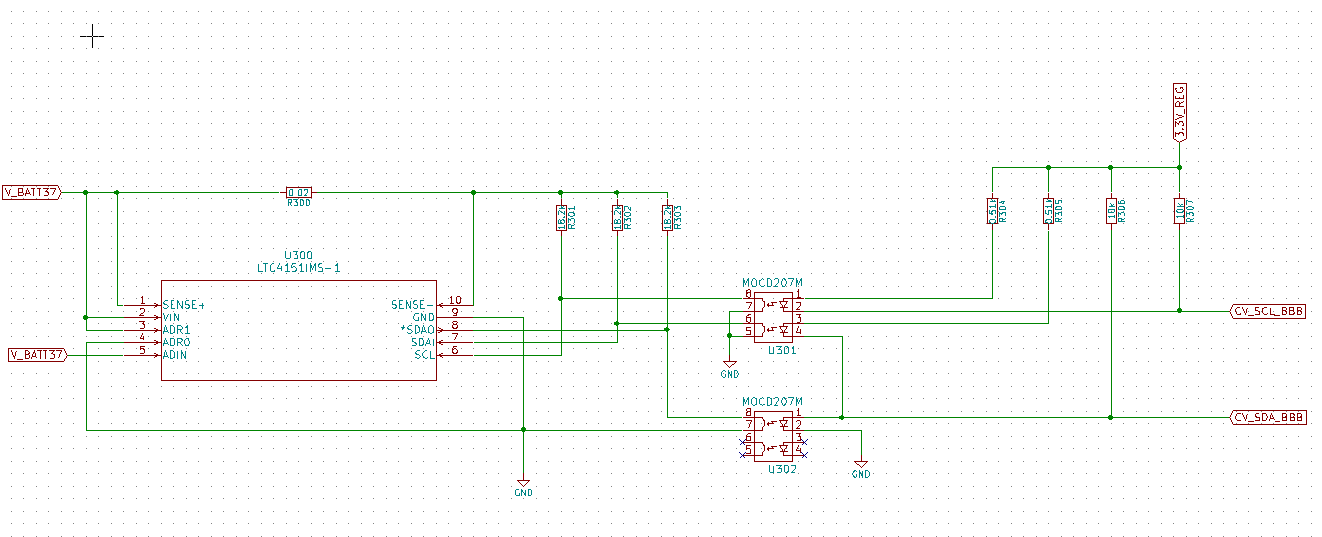 3.3V_REG
V_BATT37
0.02
R300
18.2k
R301
18.2k
R302
18.2k
R303
0.51k
R304
0.51k
R305
10k
R306
10k
R307
U300
LTC4151IMS-1
1 SENSE+
2 VIN
3 ADR1
4 ADR0
5 ADIN
SENSE- 10
GND 9
*SDAO 8
SDAI 7
SCL 6
V_BATT37
MOCD207M
8 1
7 2
6 3
5 4
U301
GND
CV_SCL_BBB
MOCD207M
8 1
7 2
6 3
5 4
U302
GND
CV_SDA_BBB
GND